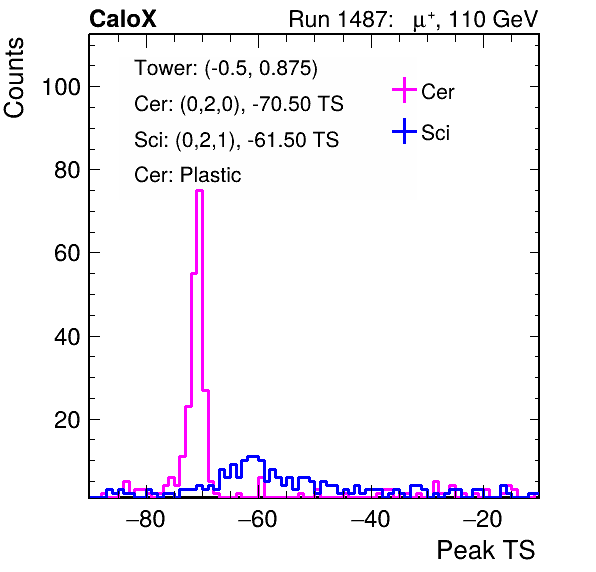 CaloX Run 1487: μ⁺, 110 GeV
Counts
Tower: (-0.5, 0.875)
Cer: (0,2,0), -70.50 TS
Sci: (0,2,1), -61.50 TS
Cer: Plastic
Cer
Sci
100
80
60
40
20
−80 −60 −40 −20
Peak TS